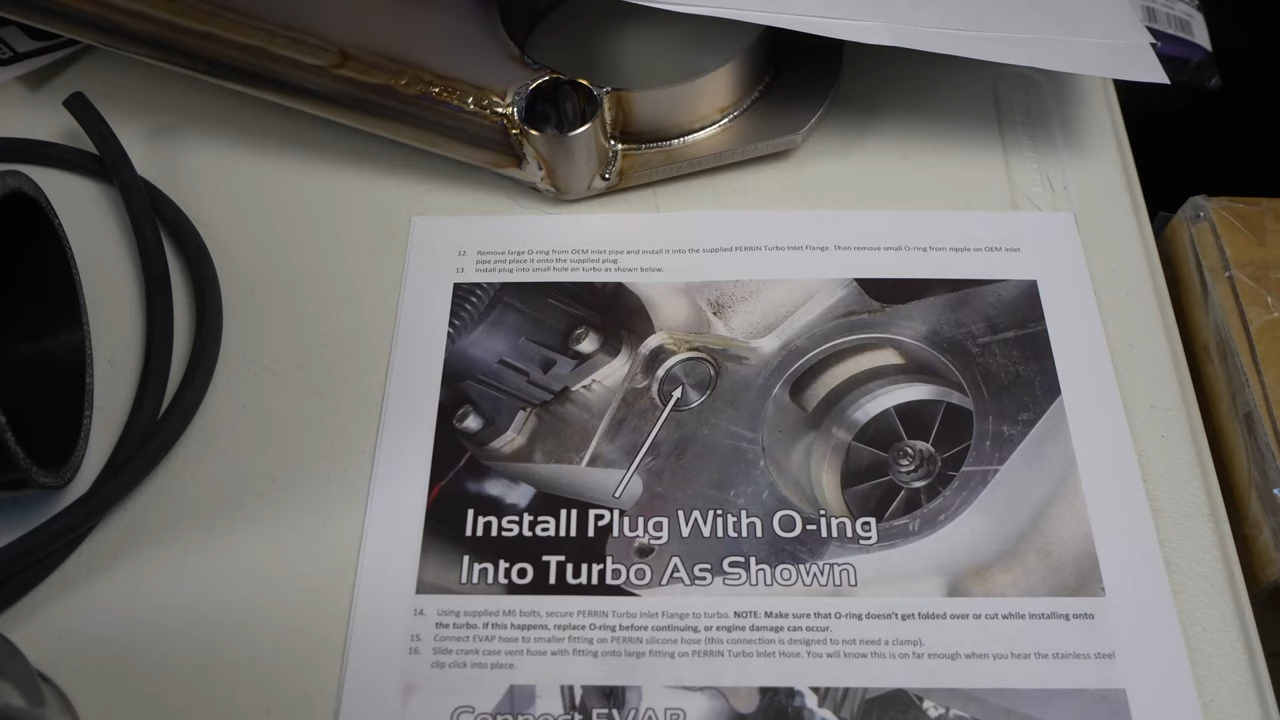 12. Remove large O-ring from OEM inlet pipe and install it into the supplied PERRIN Turbo Inlet Flange. Then remove small O-ring from nipple on OEM inlet
pipe and place it onto the supplied plug.
13. Install plug into small hole on turbo as shown below.
Install Plug With O-ing
Into Turbo As Shown
14. Using supplied M6 bolts, secure PERRIN Turbo Inlet Flange to turbo. NOTE: Make sure that O-ring doesn't get folded over or cut while installing onto
the turbo. If this happens, replace O-ring before continuing, or engine damage can occur.
15. Connect EVAP hose to smaller fitting on PERRIN silicone hose (this connection is designed to not need a clamp).
16. Slide crank case vent hose with fitting onto large fitting on PERRIN Turbo Inlet Hose. You will know this is on far enough when you hear the stainless steel
clip click into place.
Connect EVAP